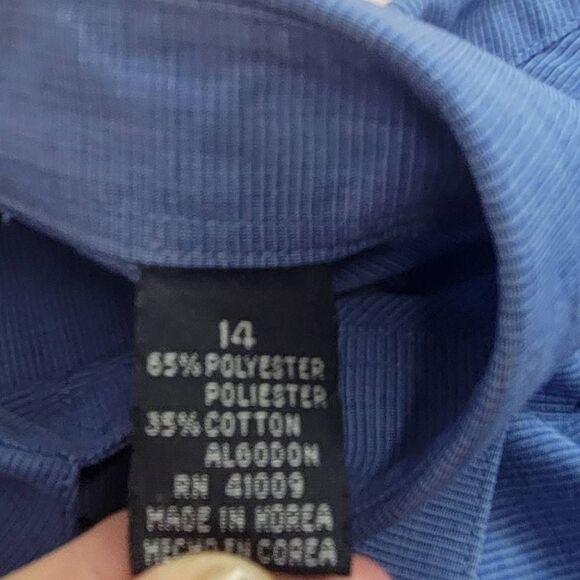 14
65% POLYESTER
POLIESTER
35% COTTON
ALGODON
RN 41009
MADE IN KOREA
HECHO EN COREA